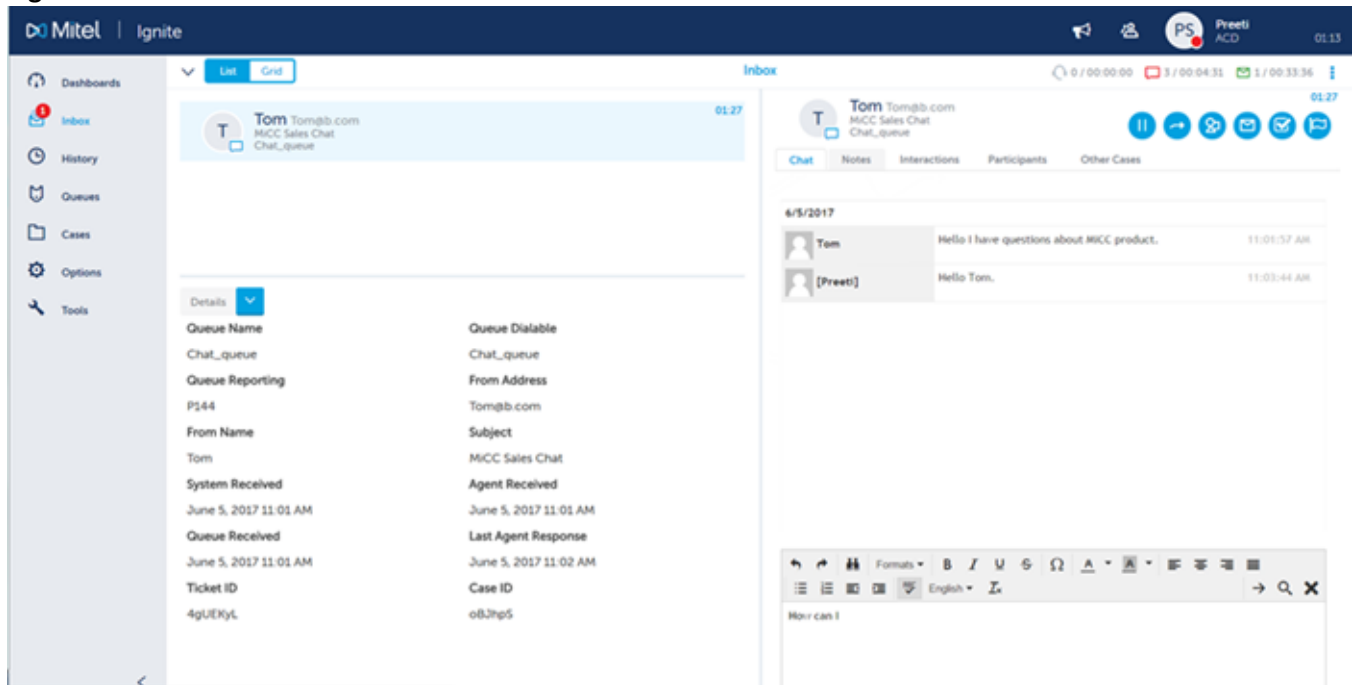 Mitel | Ignite
PS Preeti
ACD 01:13
Dashboards
1
Inbox
History
Queues
Cases
Options
Tools
List Grid
Inbox
0 / 00:00:00 3 / 00:04:31 1 / 00:33:36
T Tom Tom@b.com 01:27
MiCC Sales Chat
Chat_queue
Details
Queue Name Queue Dialable
Chat_queue Chat_queue
Queue Reporting From Address
P144 Tom@b.com
From Name Subject
Tom MiCC Sales Chat
System Received Agent Received
June 5, 2017 11:01 AM June 5, 2017 11:01 AM
Queue Received Last Agent Response
June 5, 2017 11:01 AM June 5, 2017 11:02 AM
Ticket ID Case ID
4gUEKyL oBJhpS
01:27
T Tom Tom@b.com
MiCC Sales Chat
Chat_queue
Chat Notes Interactions Participants Other Cases
6/5/2017
Tom Hello I have questions about MiCC product. 11:01:57 AM
[Preeti] Hello Tom. 11:03:44 AM
Formats B I U S Ω A A
English Ix
How can I